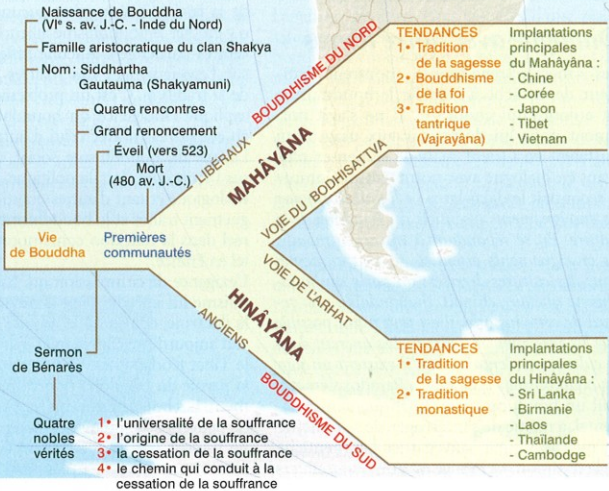 Naissance de Bouddha
(VIe s. av. J.-C. - Inde du Nord)
Famille aristocratique du clan Shakya
Nom : Siddhartha
Gautauma (Shakyamuni)
Quatre rencontres
Grand renoncement
Éveil (vers 523)
Mort
(480 av. J.-C.)
Vie
de Bouddha
Premières
communautés
Sermon
de Bénarès
Quatre
nobles
vérités
1• l'universalité de la souffrance
2• l'origine de la souffrance
3• la cessation de la souffrance
4• le chemin qui conduit à la
cessation de la souffrance
BOUDDHISME DU NORD
LIBÉRAUX
MAHÂYÂNA
VOIE DU BODHISATTVA
VOIE DE L'ARHAT
HINÂYÂNA
ANCIENS
BOUDDHISME DU SUD
TENDANCES
1• Tradition
de la sagesse
2• Bouddhisme
de la foi
3• Tradition
tantrique
(Vajrayâna)
Implantations
principales
du Mahâyâna :
- Chine
- Corée
- Japon
- Tibet
- Vietnam
TENDANCES
1• Tradition
de la sagesse
2• Tradition
monastique
Implantations
principales
du Hinâyâna :
- Sri Lanka
- Birmanie
- Laos
- Thaïlande
- Cambodge